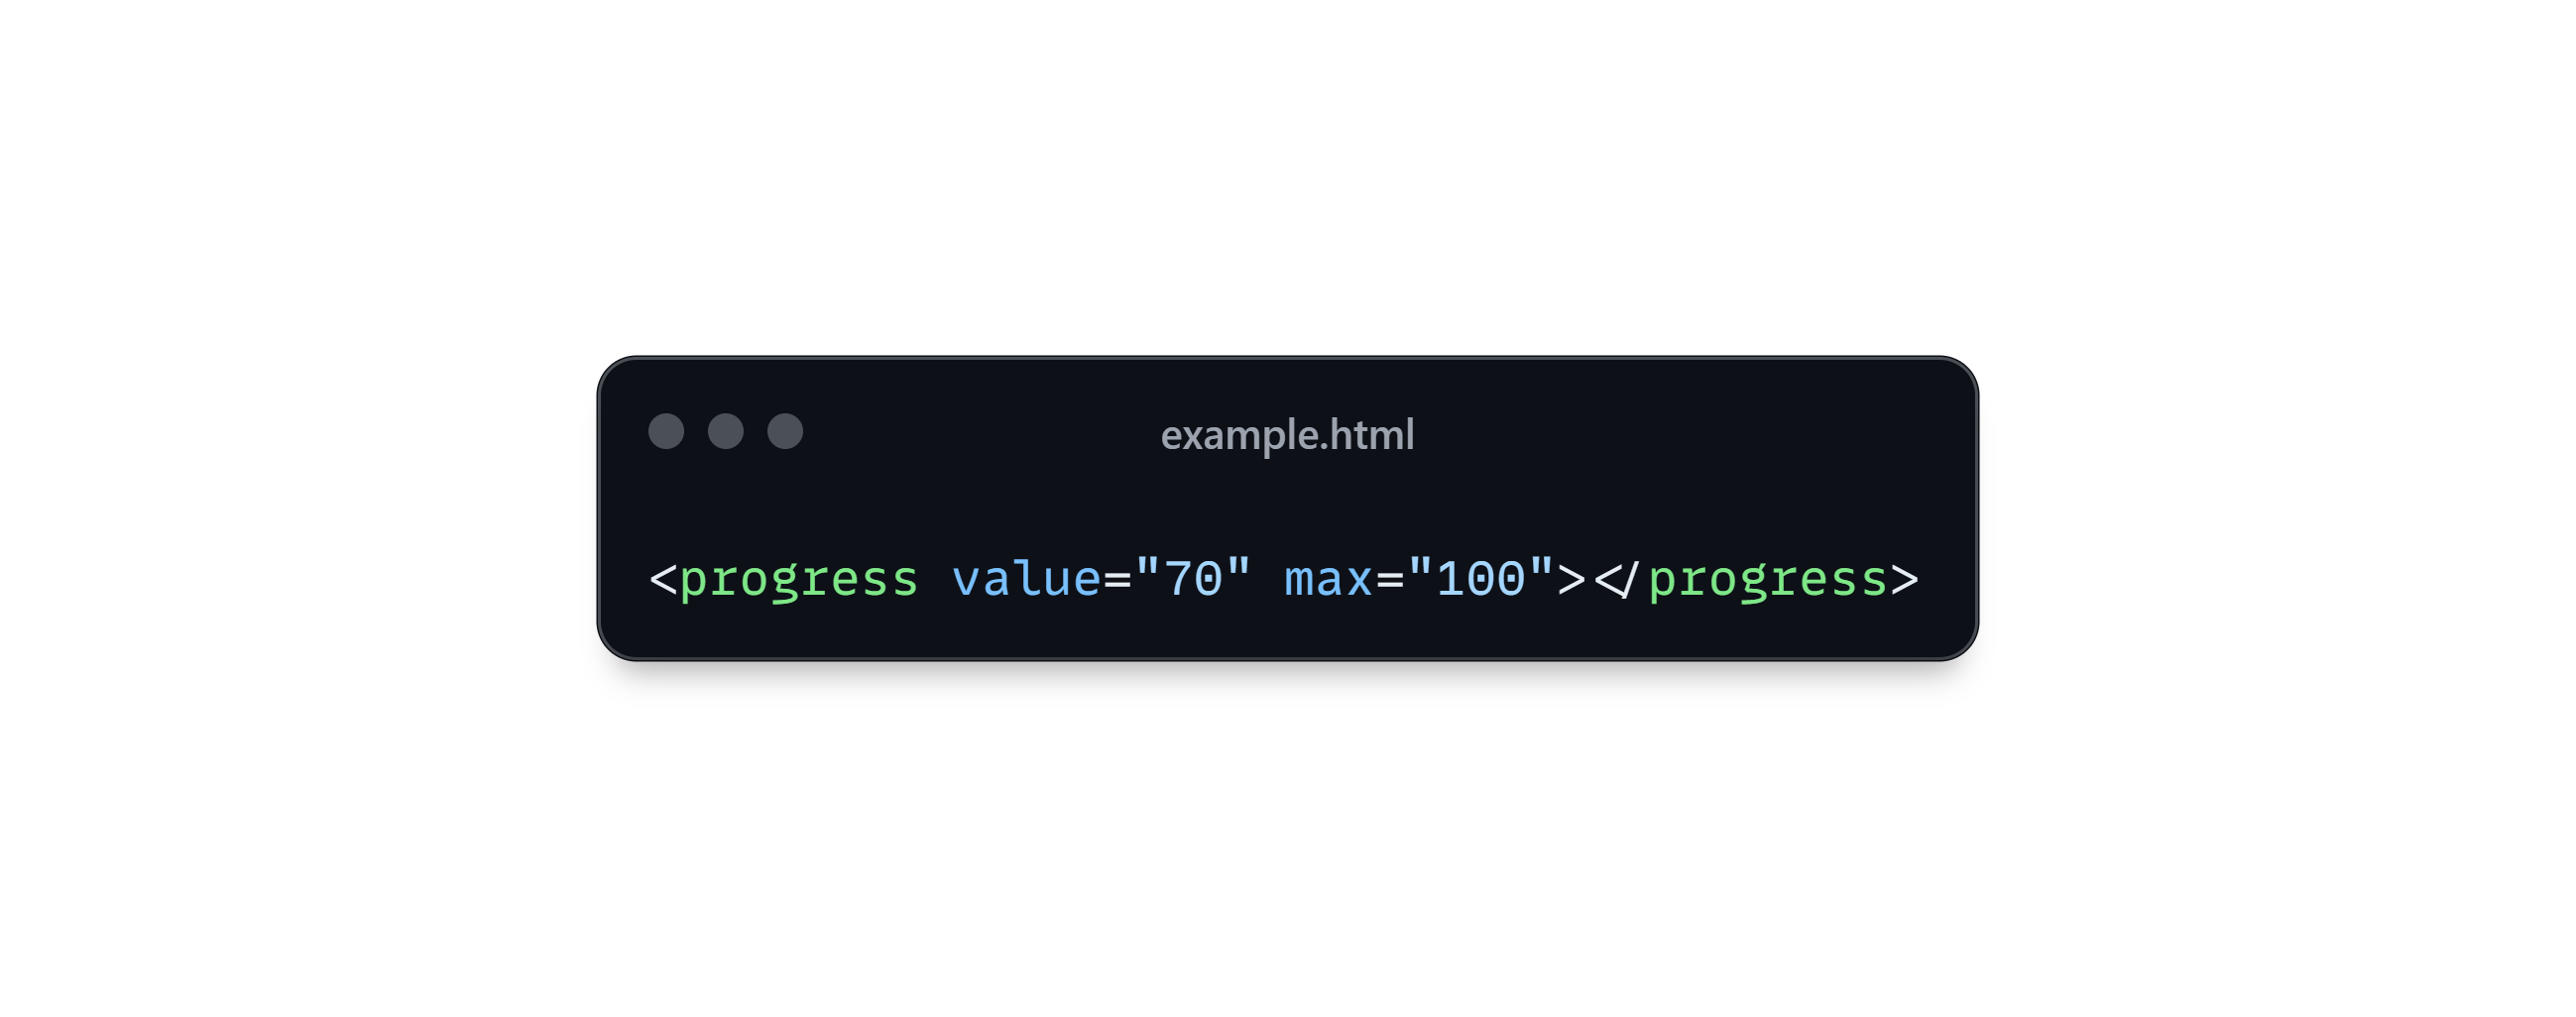 example.html
<progress value="70" max="100"></progress>